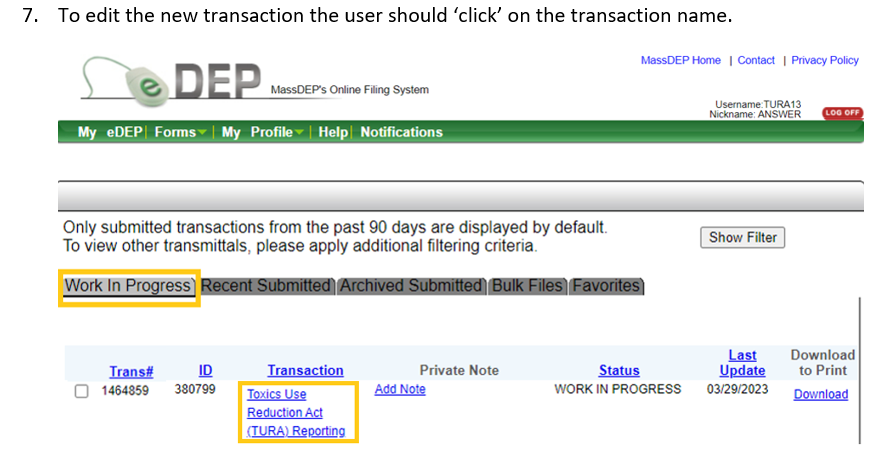 7. To edit the new transaction the user should ‘click’ on the transaction name.
MassDEP Home | Contact | Privacy Policy
e DEP MassDEP's Online Filing System
Username:TURA13
Nickname: ANSWER
LOG OFF
My eDEP | Forms | My Profile | Help | Notifications
Only submitted transactions from the past 90 days are displayed by default.
To view other transmittals, please apply additional filtering criteria.
Show Filter
Work In Progress Recent Submitted Archived Submitted Bulk Files Favorites
Trans# ID Transaction Private Note Status Last Update Download to Print
1464859 380799 Toxics Use Reduction Act (TURA) Reporting Add Note WORK IN PROGRESS 03/29/2023 Download